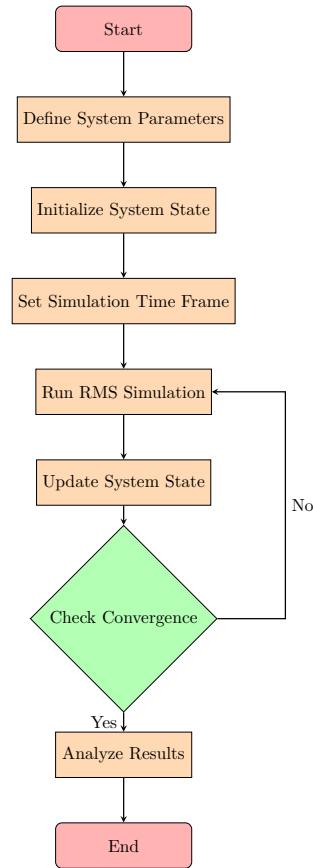 Start
Define System Parameters
Initialize System State
Set Simulation Time Frame
Run RMS Simulation
Update System State
No
Check Convergence
Yes
Analyze Results
End